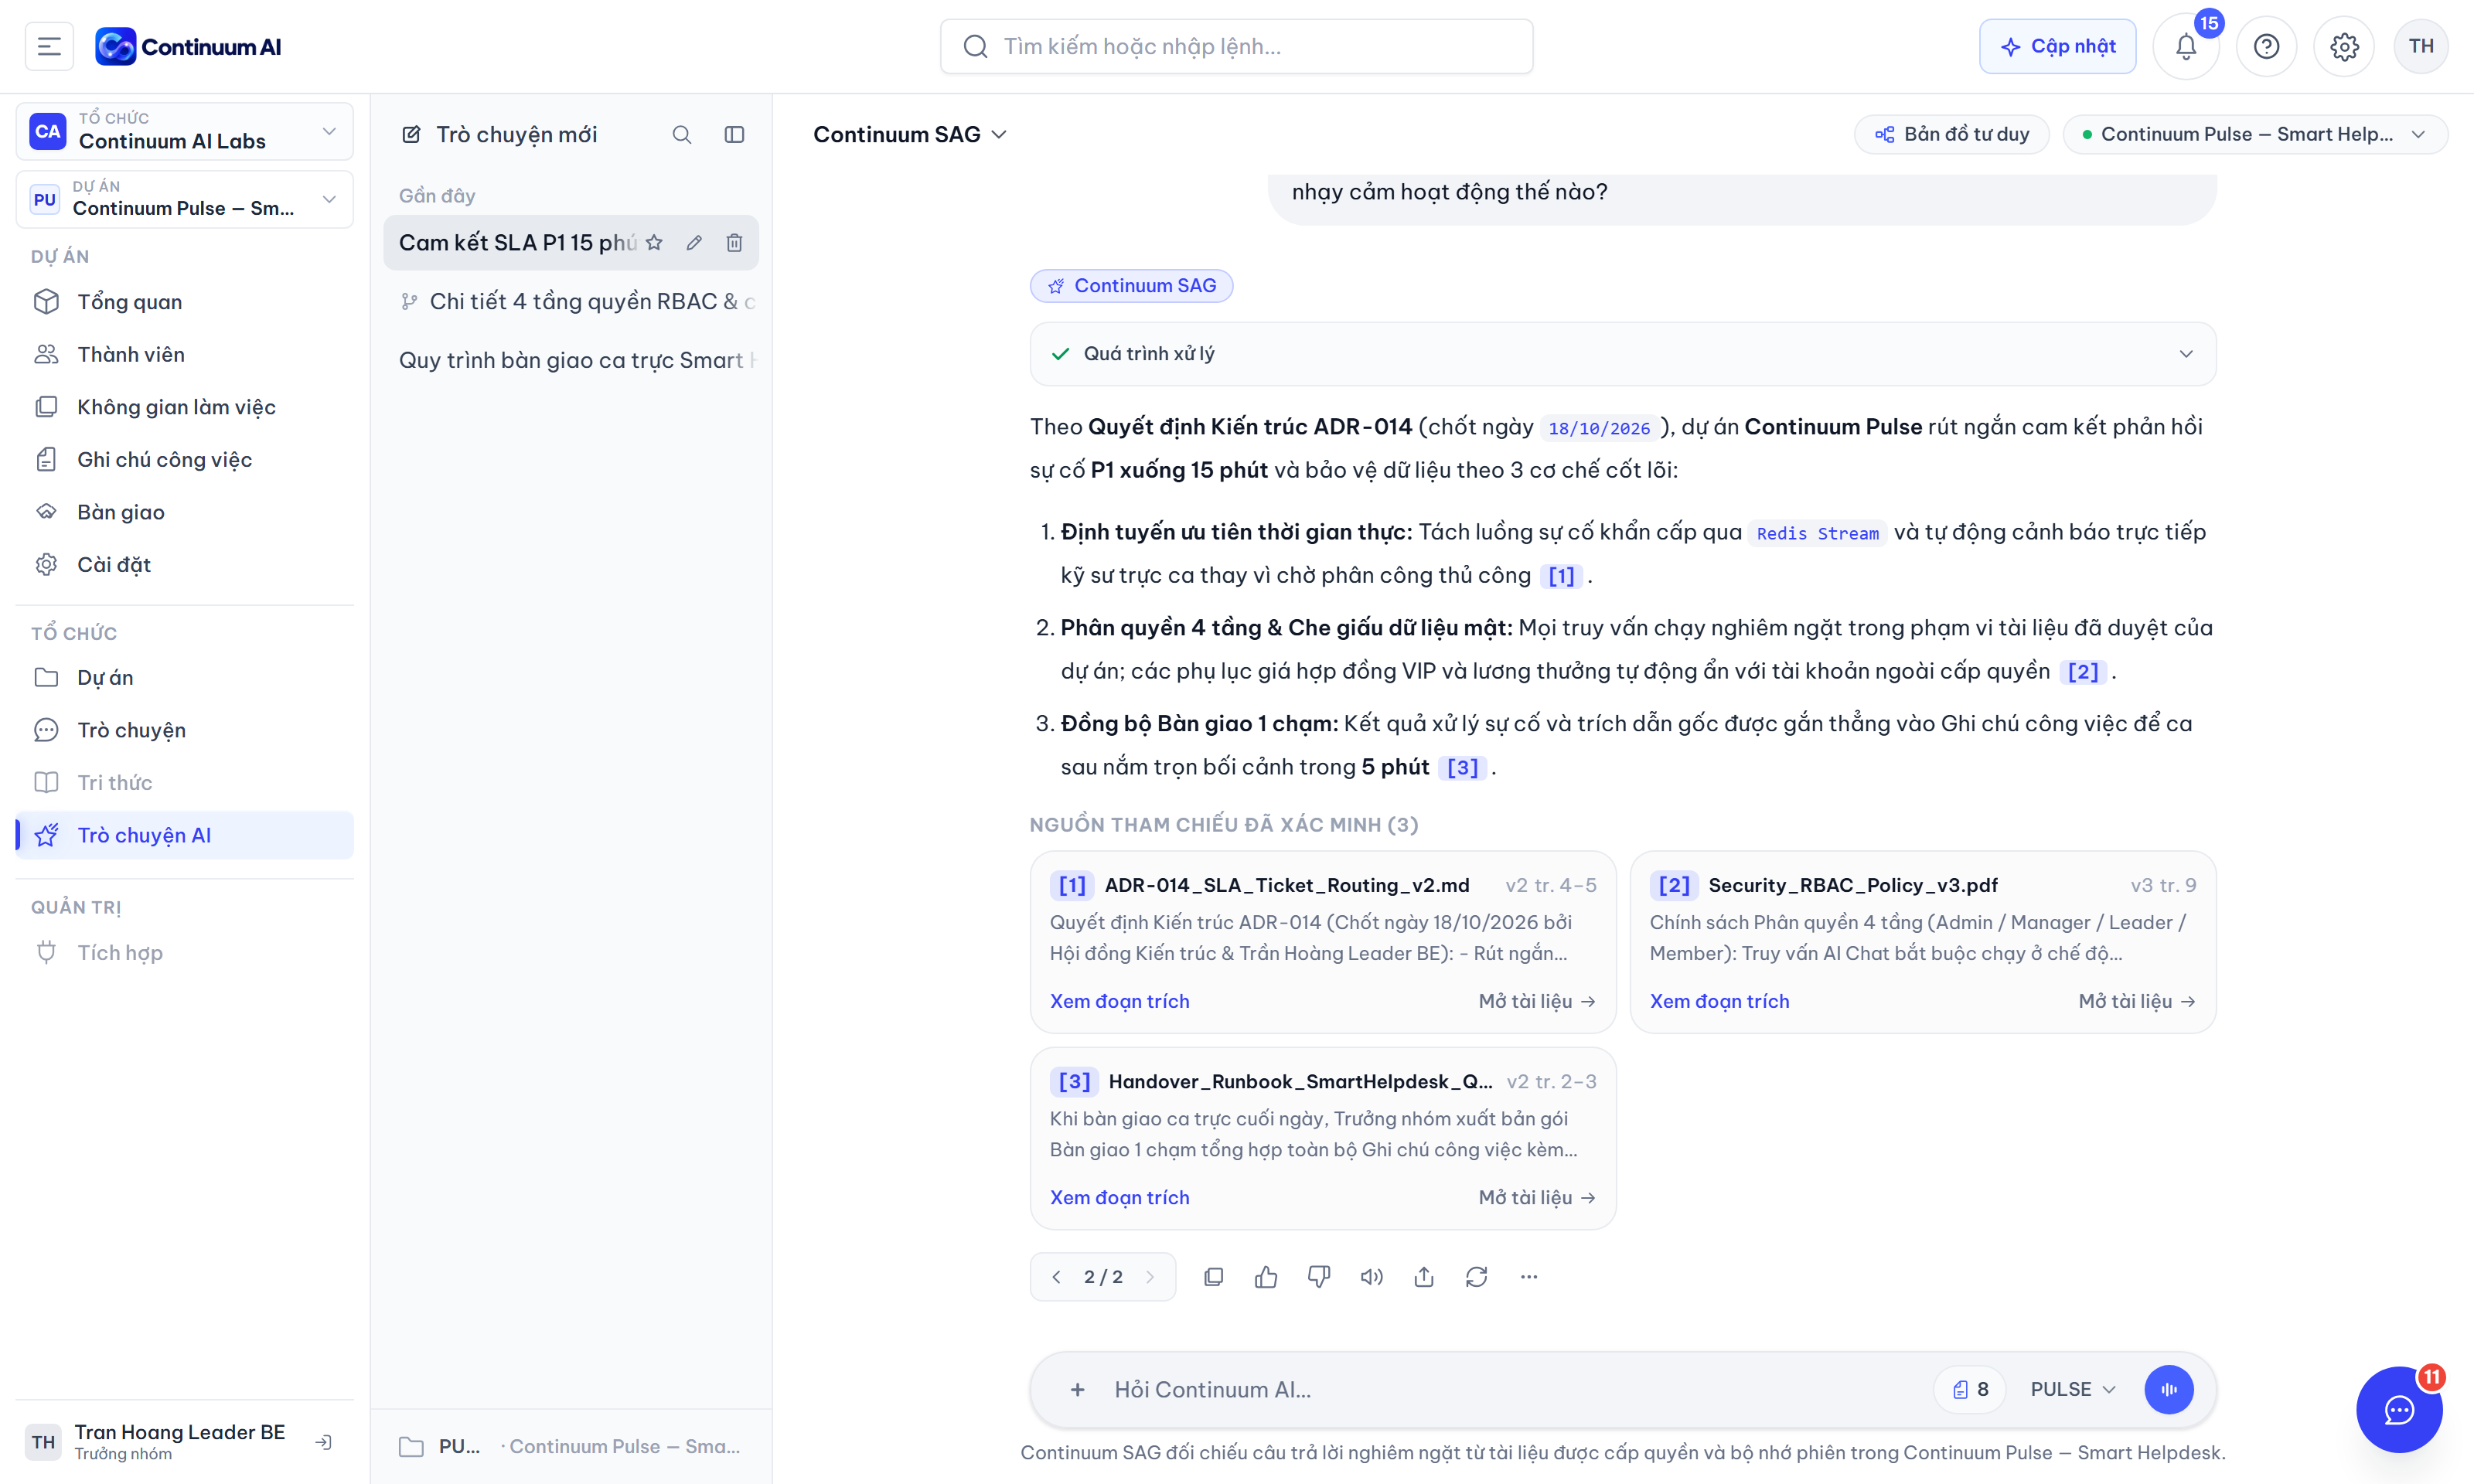 Continuum AI
Tìm kiếm hoặc nhập lệnh...
Cập nhật
15
TH
CA
TỔ CHỨC
Continuum AI Labs
PU
DỰ ÁN
Continuum Pulse – Sm...
DỰ ÁN
Tổng quan
Thành viên
Không gian làm việc
Ghi chú công việc
Bàn giao
Cài đặt
TỔ CHỨC
Dự án
Trò chuyện
Tri thức
Trò chuyện AI
QUẢN TRỊ
Tích hợp
TH
Tran Hoang Leader BE
Trưởng nhóm
Trò chuyện mới
Gần đây
Cam kết SLA P1 15 phú
Chi tiết 4 tầng quyền RBAC & c
Quy trình bàn giao ca trực Smart H
PU... · Continuum Pulse – Sma...
Continuum SAG
Bản đồ tư duy
Continuum Pulse – Smart Help...
nhạy cảm hoạt động thế nào?
Continuum SAG
Quá trình xử lý
Theo Quyết định Kiến trúc ADR-014 (chốt ngày 18/10/2026), dự án Continuum Pulse rút ngắn cam kết phản hồi
sự cố P1 xuống 15 phút và bảo vệ dữ liệu theo 3 cơ chế cốt lõi:
1. Định tuyến ưu tiên thời gian thực: Tách luồng sự cố khẩn cấp qua Redis Stream và tự động cảnh báo trực tiếp
kỹ sư trực ca thay vì chờ phân công thủ công [1].
2. Phân quyền 4 tầng & Che giấu dữ liệu mật: Mọi truy vấn chạy nghiêm ngặt trong phạm vi tài liệu đã duyệt của
dự án; các phụ lục giá hợp đồng VIP và lương thưởng tự động ẩn với tài khoản ngoài cấp quyền [2].
3. Đồng bộ Bàn giao 1 chạm: Kết quả xử lý sự cố và trích dẫn gốc được gắn thẳng vào Ghi chú công việc để ca
sau nắm trọn bối cảnh trong 5 phút [3].
NGUỒN THAM CHIẾU ĐÃ XÁC MINH (3)
[1] ADR-014_SLA_Ticket_Routing_v2.md v2 tr. 4–5
Quyết định Kiến trúc ADR-014 (Chốt ngày 18/10/2026 bởi
Hội đồng Kiến trúc & Trần Hoàng Leader BE): - Rút ngắn...
Xem đoạn trích
Mở tài liệu →
[2] Security_RBAC_Policy_v3.pdf v3 tr. 9
Chính sách Phân quyền 4 tầng (Admin / Manager / Leader /
Member): Truy vấn AI Chat bắt buộc chạy ở chế độ...
Xem đoạn trích
Mở tài liệu →
[3] Handover_Runbook_SmartHelpdesk_Q... v2 tr. 2–3
Khi bàn giao ca trực cuối ngày, Trưởng nhóm xuất bản gói
Bàn giao 1 chạm tổng hợp toàn bộ Ghi chú công việc kèm...
Xem đoạn trích
Mở tài liệu →
2 / 2
Hỏi Continuum AI...
8
PULSE
11
Continuum SAG đối chiếu câu trả lời nghiêm ngặt từ tài liệu được cấp quyền và bộ nhớ phiên trong Continuum Pulse – Smart Helpdesk.